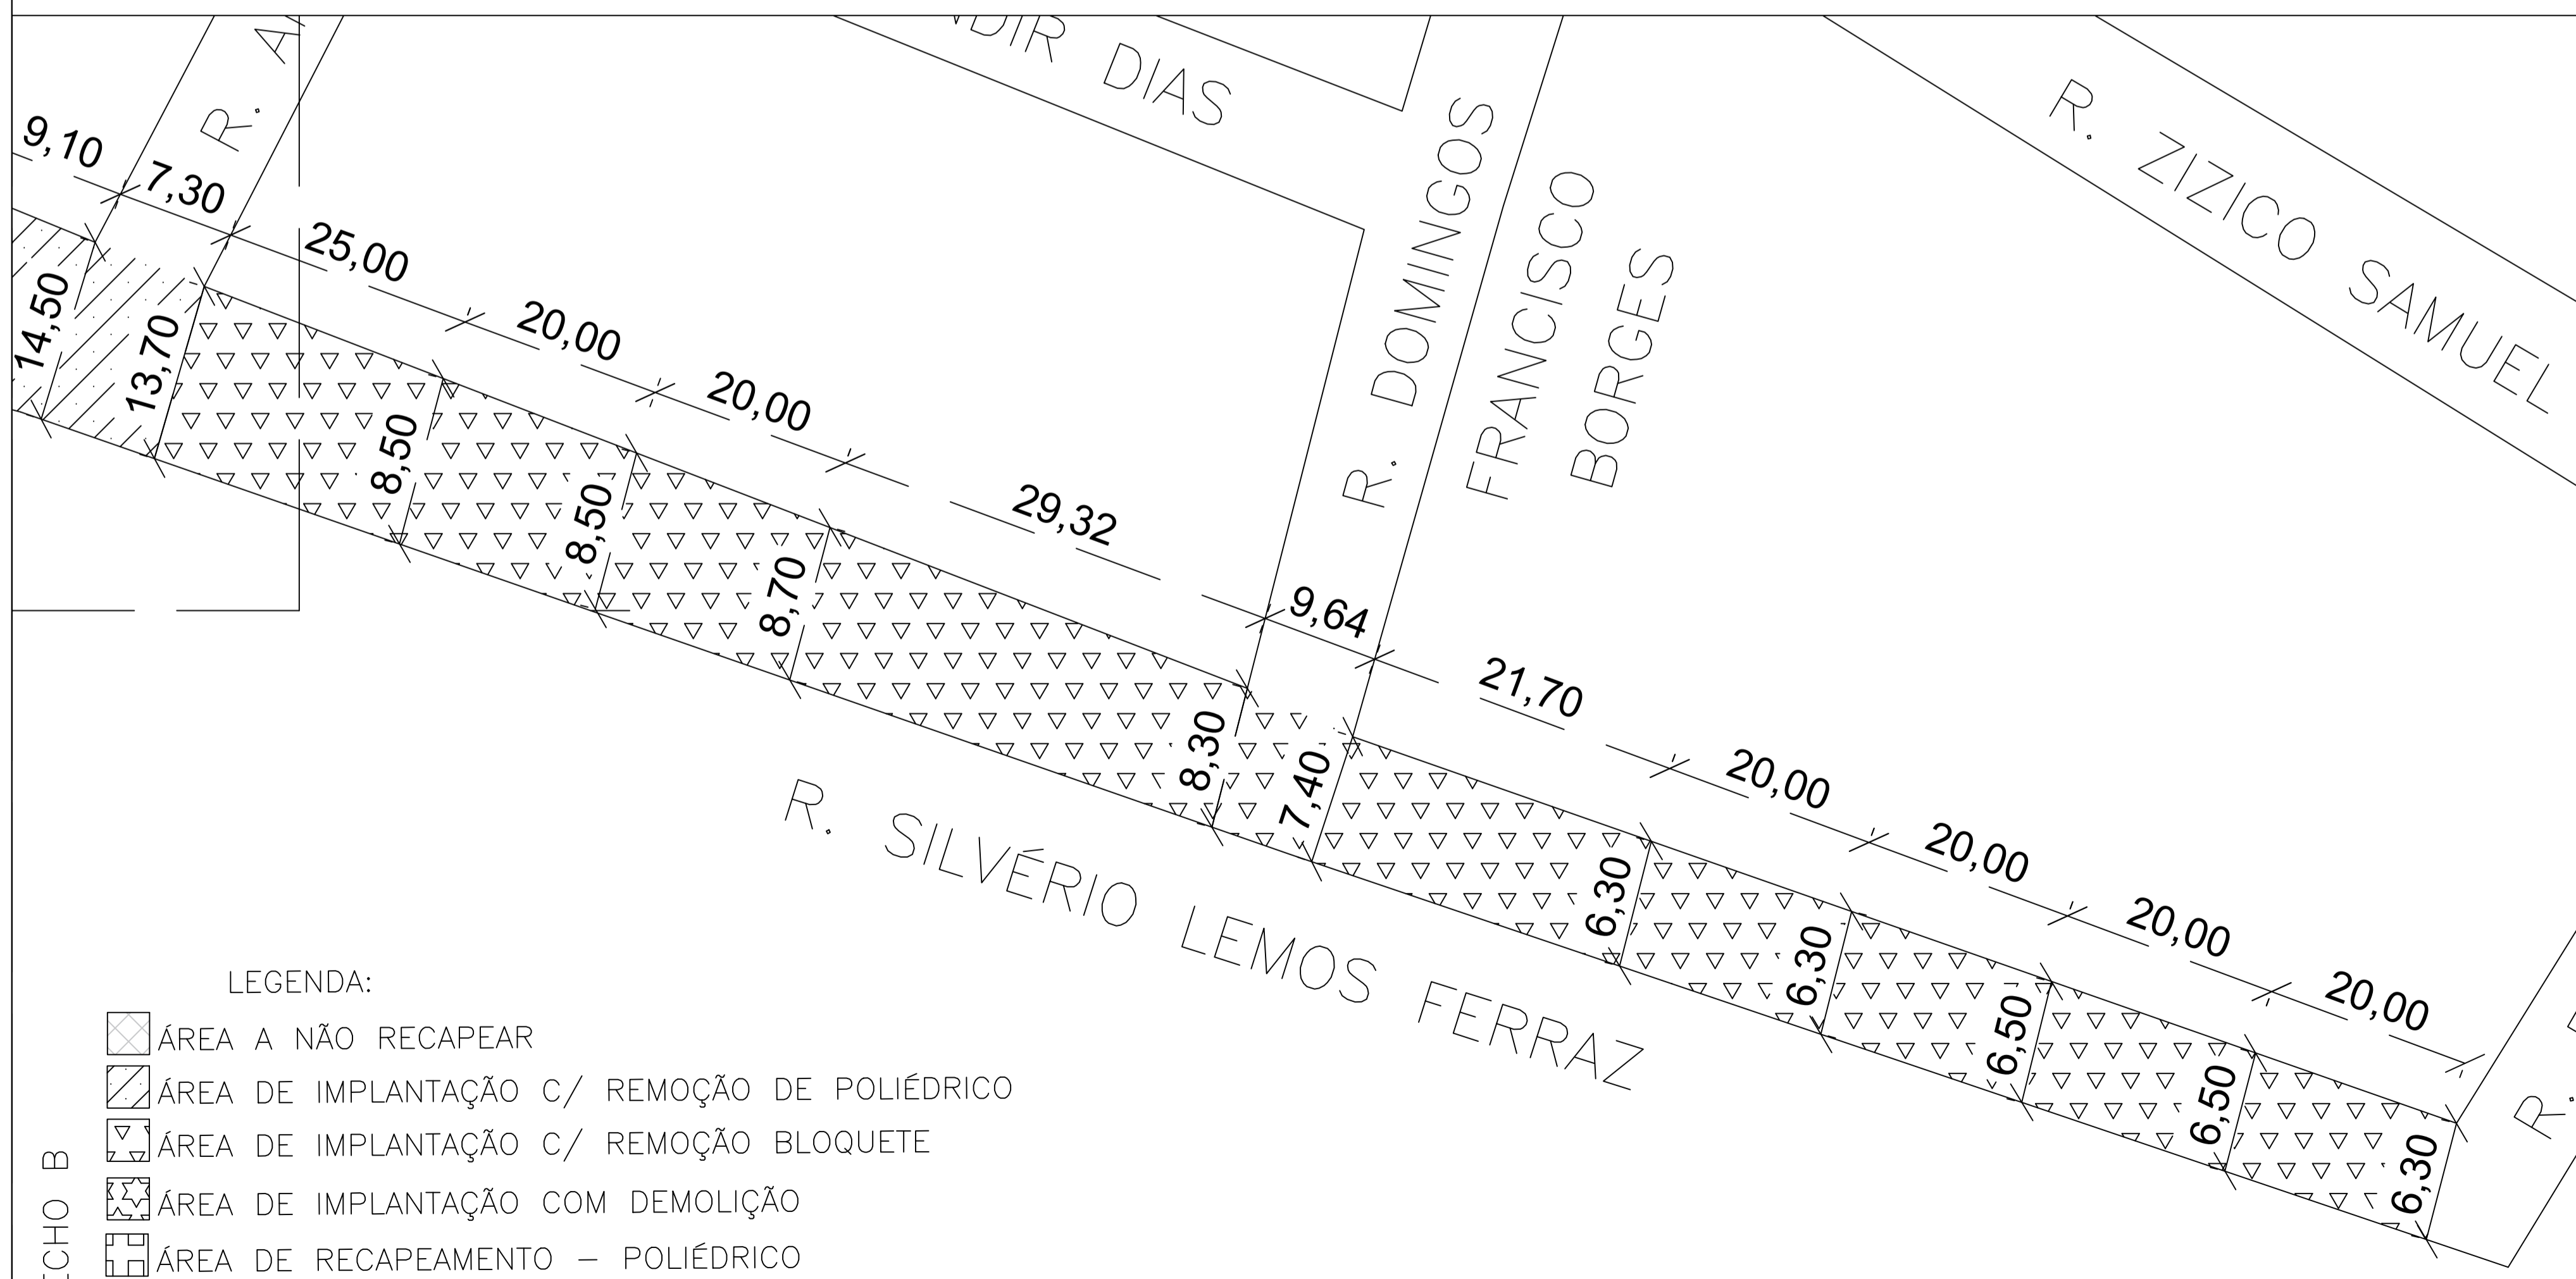 DIR DIAS
R.
9,10
7,30
25,00
20,00
20,00
29,32
9,64
21,70
20,00
20,00
20,00
20,00
14,50
13,70
8,50
8,50
8,70
8,30
7,40
6,30
6,30
6,50
6,50
6,30
R. DOMINGOS
FRANCISCO
BORGES
R. ZIZICO SAMUEL
R. SILVÉRIO LEMOS FERRAZ
R.
LEGENDA:
ÁREA A NÃO RECAPEAR
ÁREA DE IMPLANTAÇÃO C/ REMOÇÃO DE POLIÉDRICO
ÁREA DE IMPLANTAÇÃO C/ REMOÇÃO BLOQUETE
ÁREA DE IMPLANTAÇÃO COM DEMOLIÇÃO
ÁREA DE RECAPEAMENTO – POLIÉDRICO
ECHO B